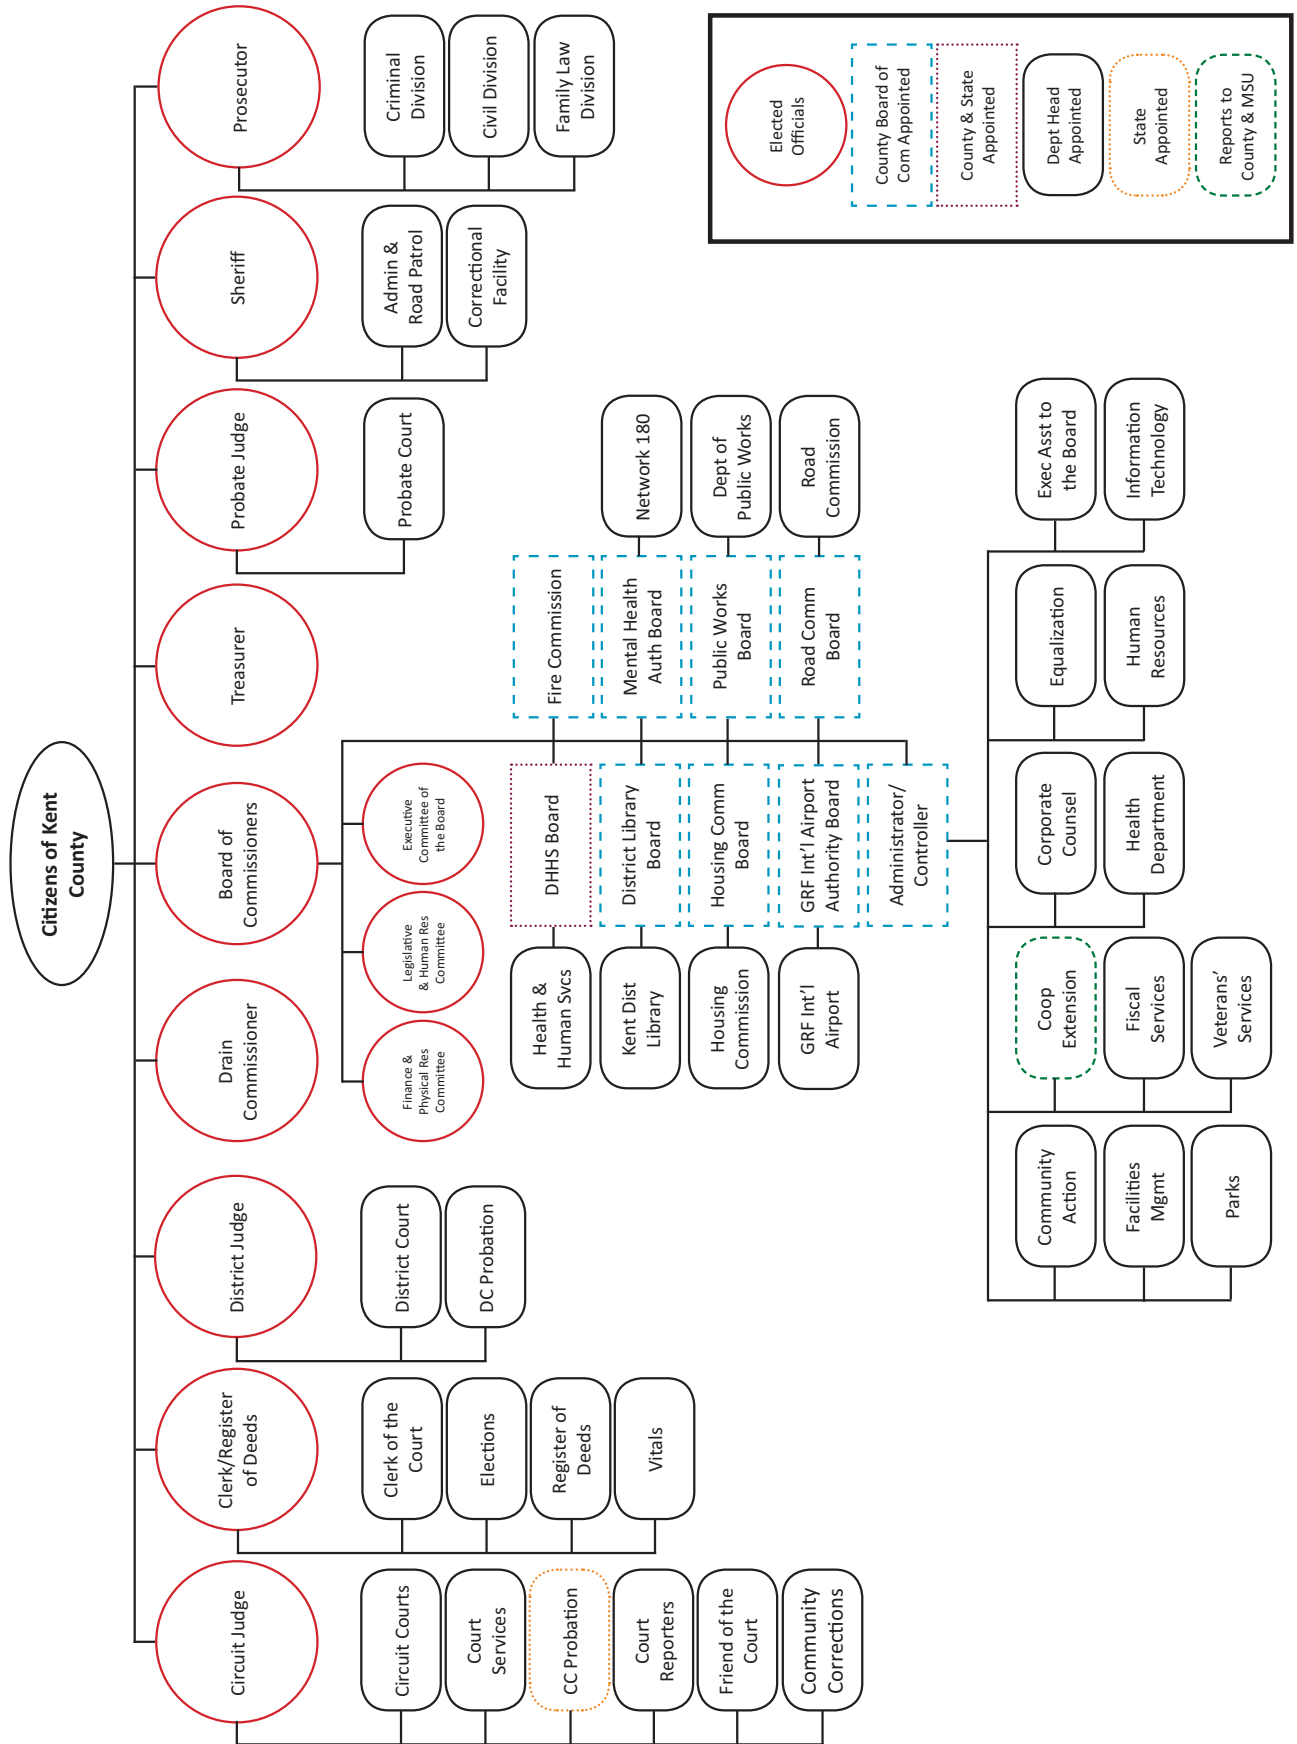 Citizens of Kent
County
Circuit Judge
Clerk/Register
of Deeds
District Judge
Drain
Commissioner
Board of
Commissioners
Treasurer
Probate Judge
Sheriff
Prosecutor
Circuit Courts
Court
Services
CC Probation
Court
Reporters
Friend of the
Court
Community
Corrections
Clerk of the
Court
Elections
Register of
Deeds
Vitals
District Court
DC Probation
Finance &
Physical Res
Committee
Legislative
& Human Res
Committee
Executive
Committee of
the Board
Probate Court
Admin &
Road Patrol
Correctional
Facility
Criminal
Division
Civil Division
Family Law
Division
Health &
Human Svcs
DHHS Board
Fire Commission
Kent Dist
Library
District Library
Board
Mental Health
Auth Board
Network 180
Housing
Commission
Housing Comm
Board
Public Works
Board
Dept of
Public Works
GRF Int'l
Airport
GRF Int'l Airport
Authority Board
Road Comm
Board
Road
Commission
Administrator/
Controller
Community
Action
Coop
Extension
Corporate
Counsel
Equalization
Exec Asst to
the Board
Facilities
Mgmt
Fiscal
Services
Health
Department
Human
Resources
Information
Technology
Parks
Veterans'
Services
Elected
Officials
County Board of
Com Appointed
County & State
Appointed
Dept Head
Appointed
State
Appointed
Reports to
County & MSU